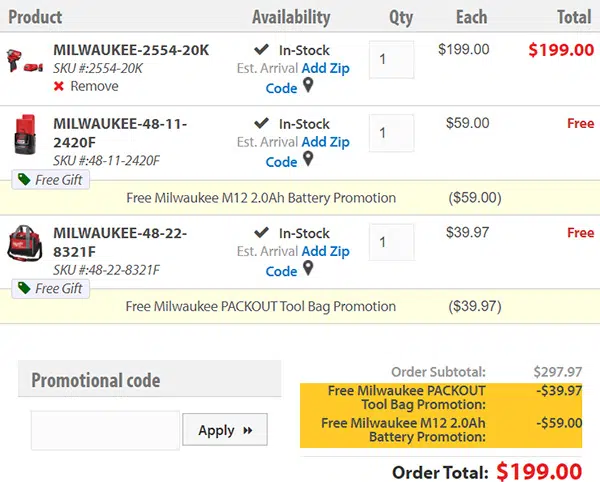 Product Availability Qty Each Total
MILWAUKEE-2554-20K ✔ In-Stock 1 $199.00 $199.00
SKU #:2554-20K Est. Arrival Add Zip
✖ Remove Code
MILWAUKEE-48-11- ✔ In-Stock 1 $59.00 Free
2420F Est. Arrival Add Zip
SKU #:48-11-2420F Code
Free Gift
Free Milwaukee M12 2.0Ah Battery Promotion ($59.00)
MILWAUKEE-48-22- ✔ In-Stock 1 $39.97 Free
8321F Est. Arrival Add Zip
SKU #:48-22-8321F Code
Free Gift
Free Milwaukee PACKOUT Tool Bag Promotion ($39.97)
Promotional code
Apply
Order Subtotal: $297.97
Free Milwaukee PACKOUT -$39.97
Tool Bag Promotion:
Free Milwaukee M12 2.0Ah -$59.00
Battery Promotion:
Order Total: $199.00